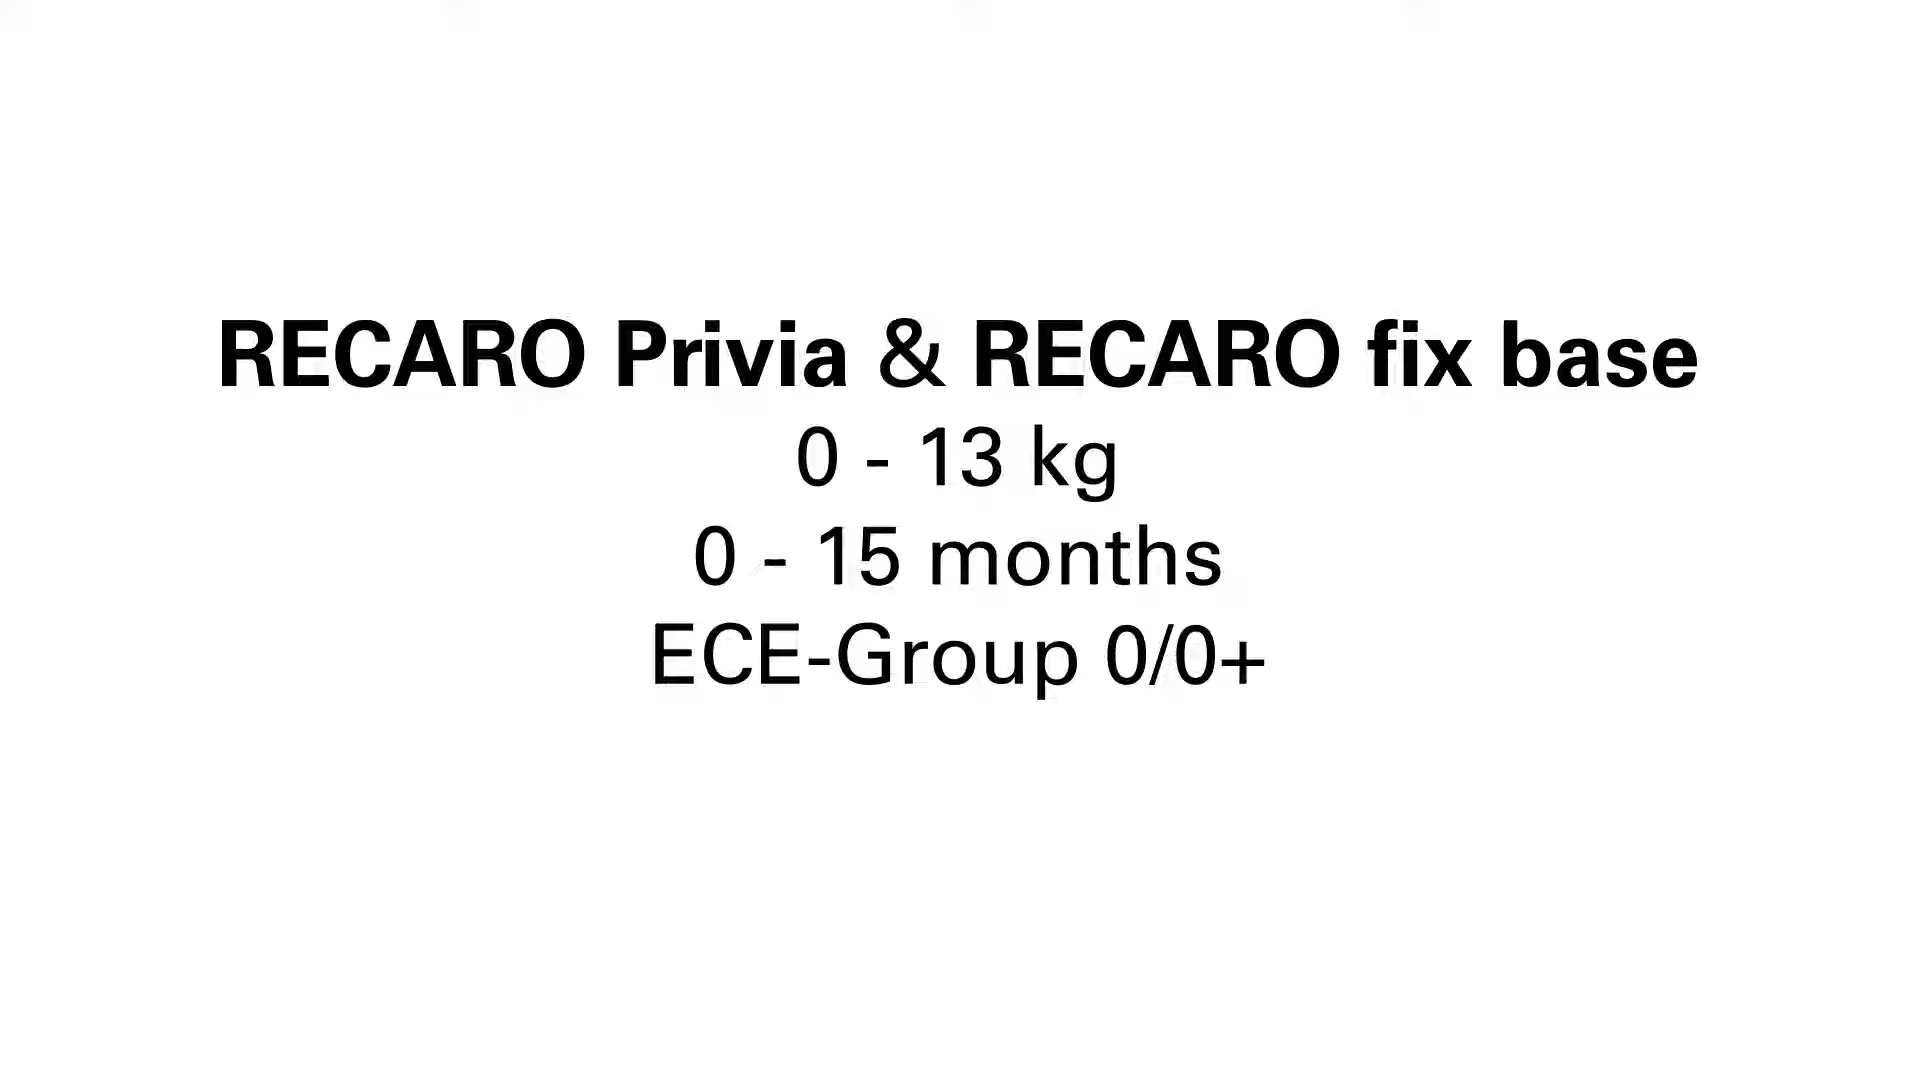 RECARO Privia & RECARO fix base
0 - 13 kg
0 - 15 months
ECE-Group 0/0+